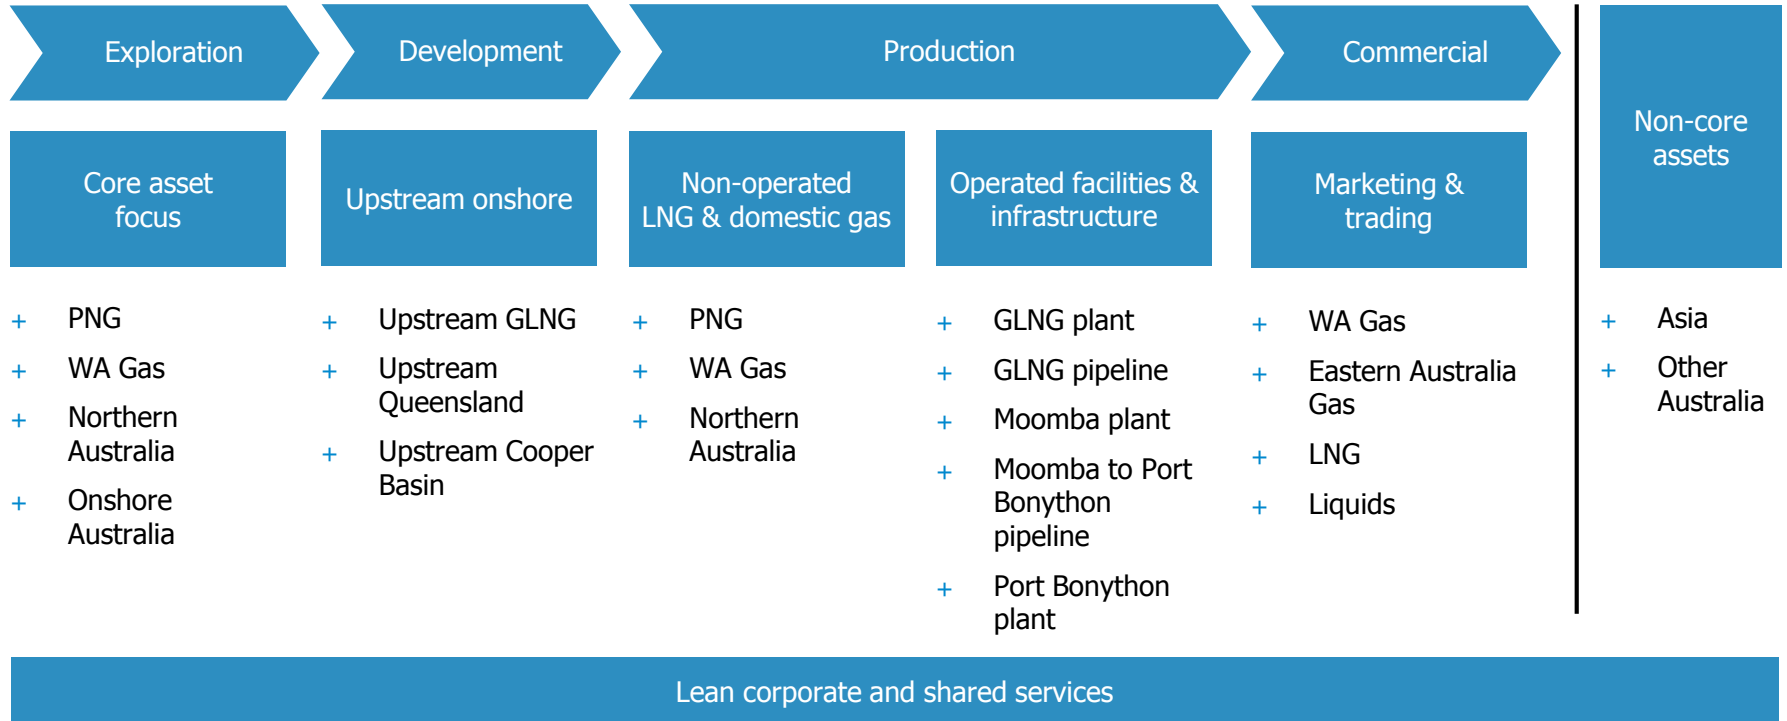 Exploration
Development
Production
Commercial
Non-core
assets
Core asset
focus
Upstream onshore
Non-operated
LNG & domestic gas
Operated facilities &
infrastructure
Marketing &
trading
+ PNG
+ WA Gas
+ Northern
Australia
+ Onshore
Australia
+ Upstream GLNG
+ Upstream
Queensland
+ Upstream Cooper
Basin
+ PNG
+ WA Gas
+ Northern
Australia
+ GLNG plant
+ GLNG pipeline
+ Moomba plant
+ Moomba to Port
Bonython
pipeline
+ Port Bonython
plant
+ WA Gas
+ Eastern Australia
Gas
+ LNG
+ Liquids
+ Asia
+ Other
Australia
Lean corporate and shared services